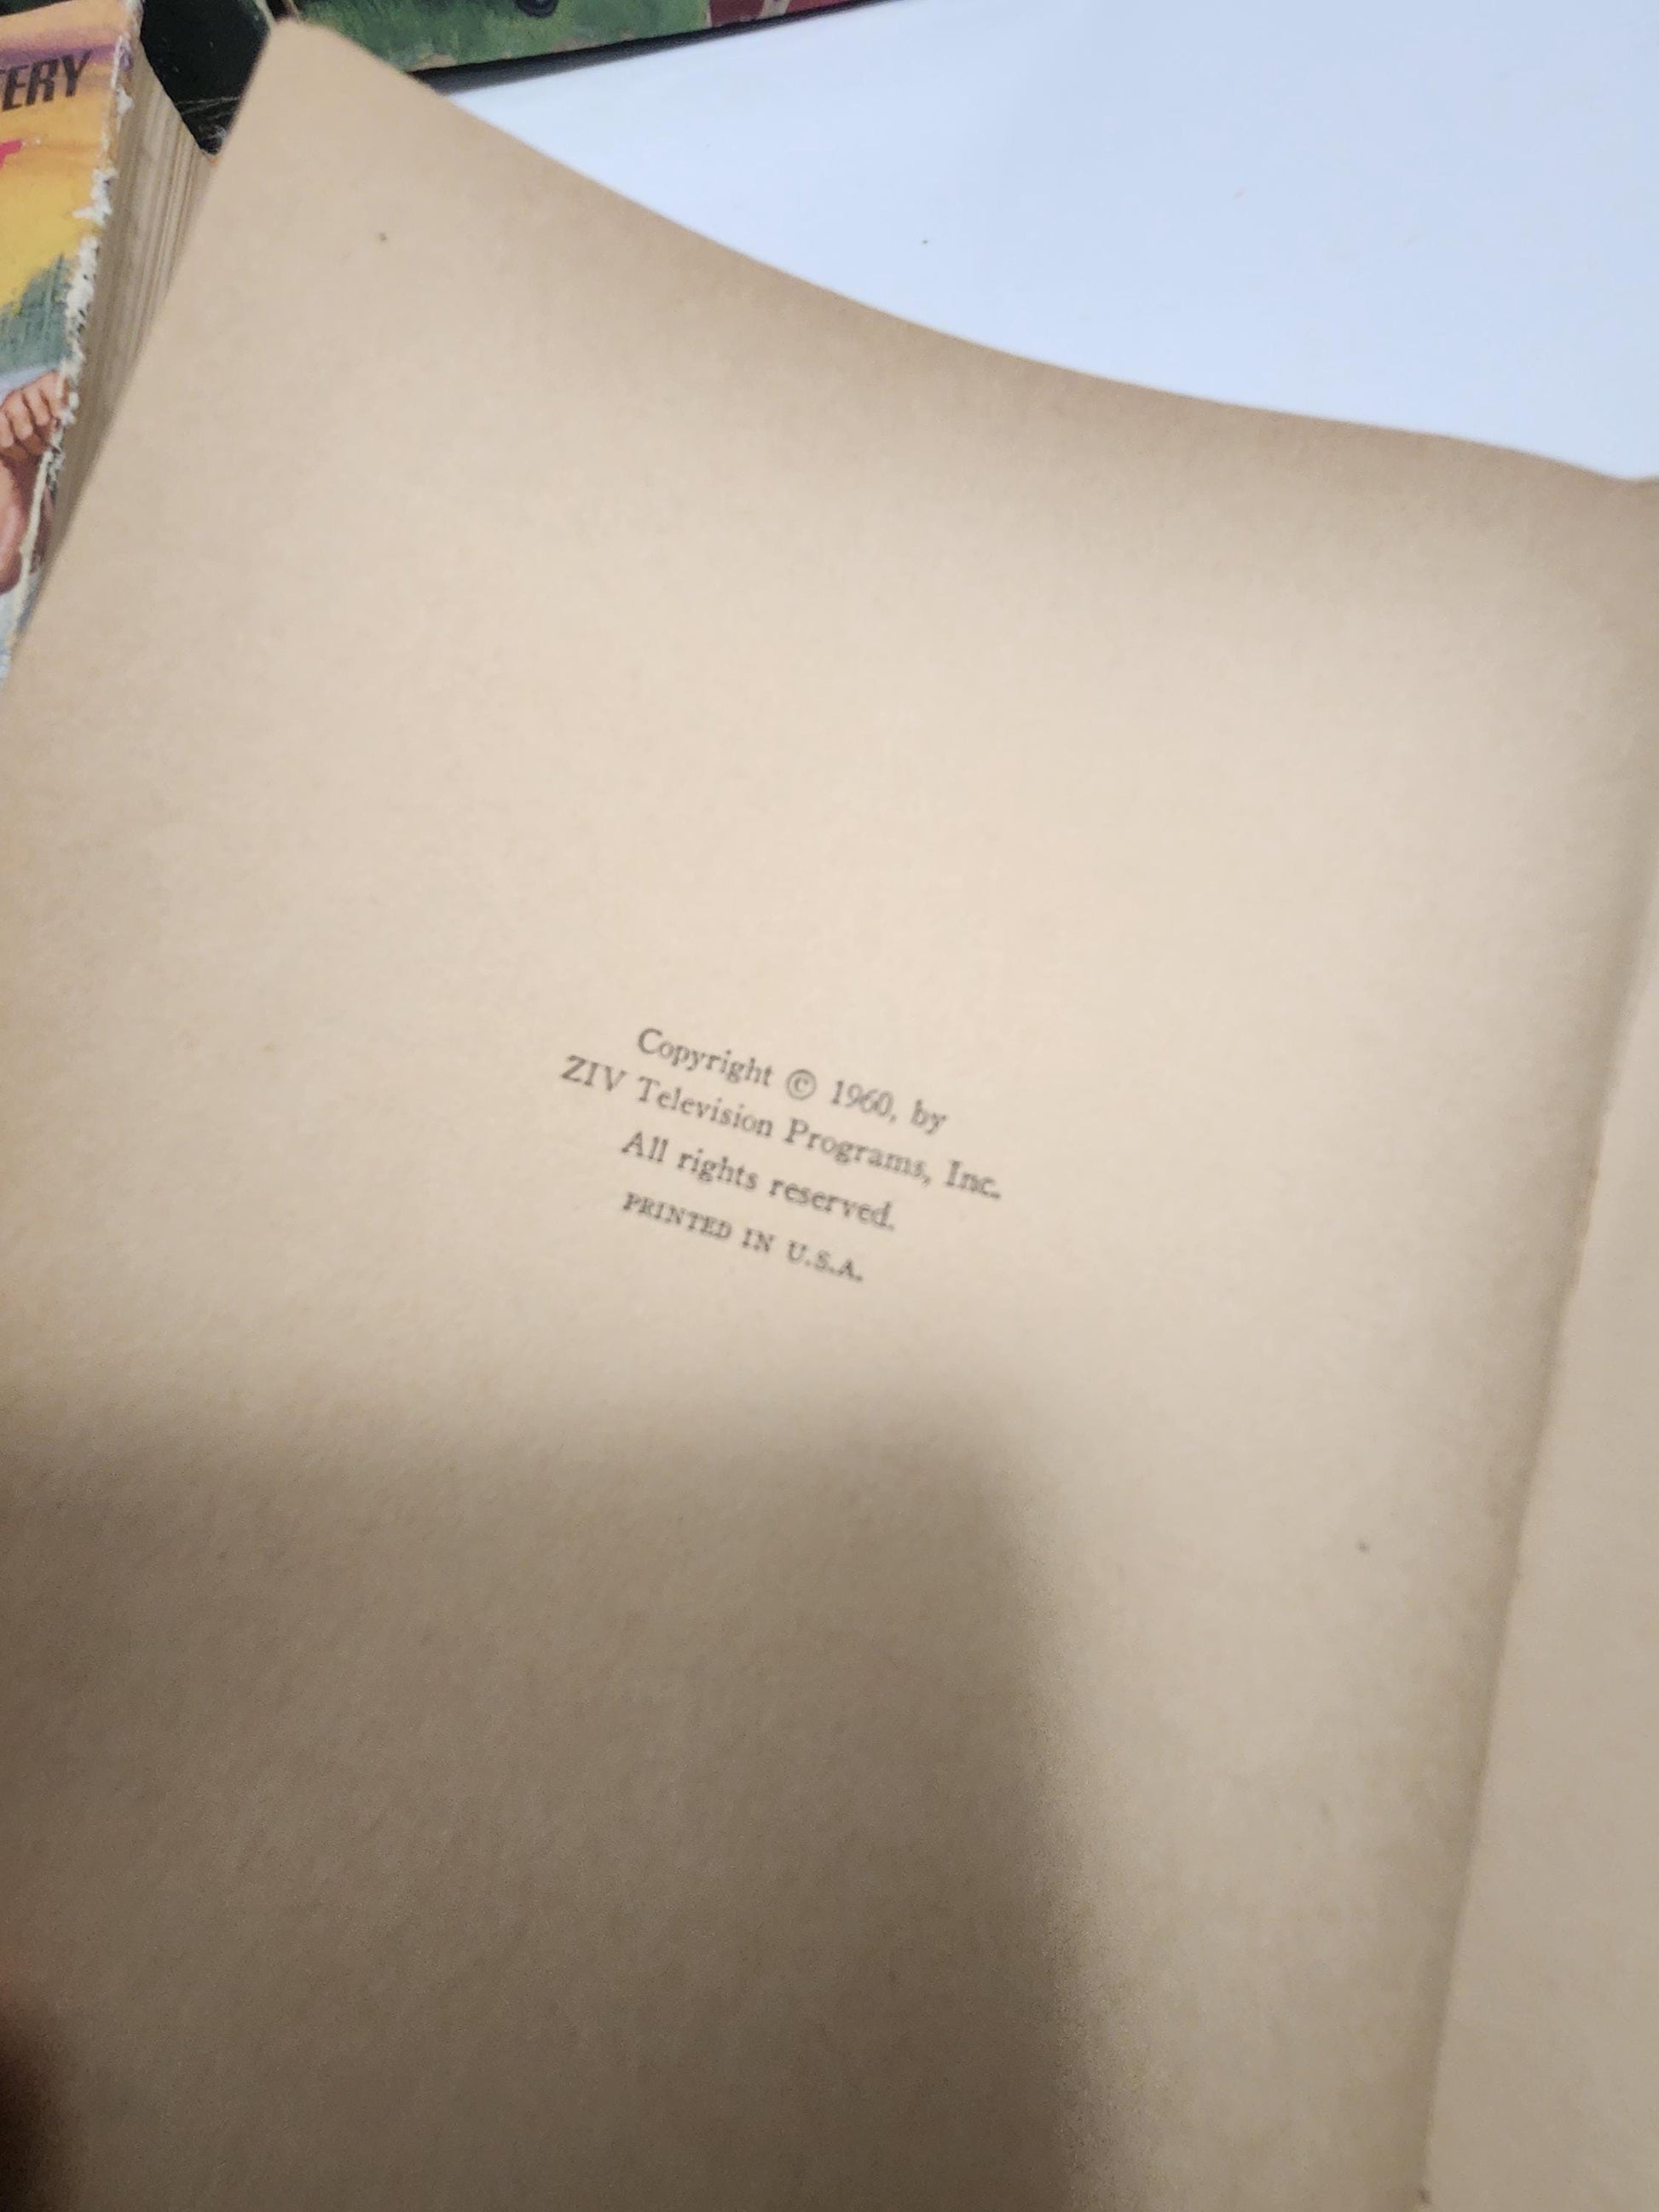 Copyright © 1960, by
ZIV Television Programs, Inc.
All rights reserved.
PRINTED IN U.S.A.